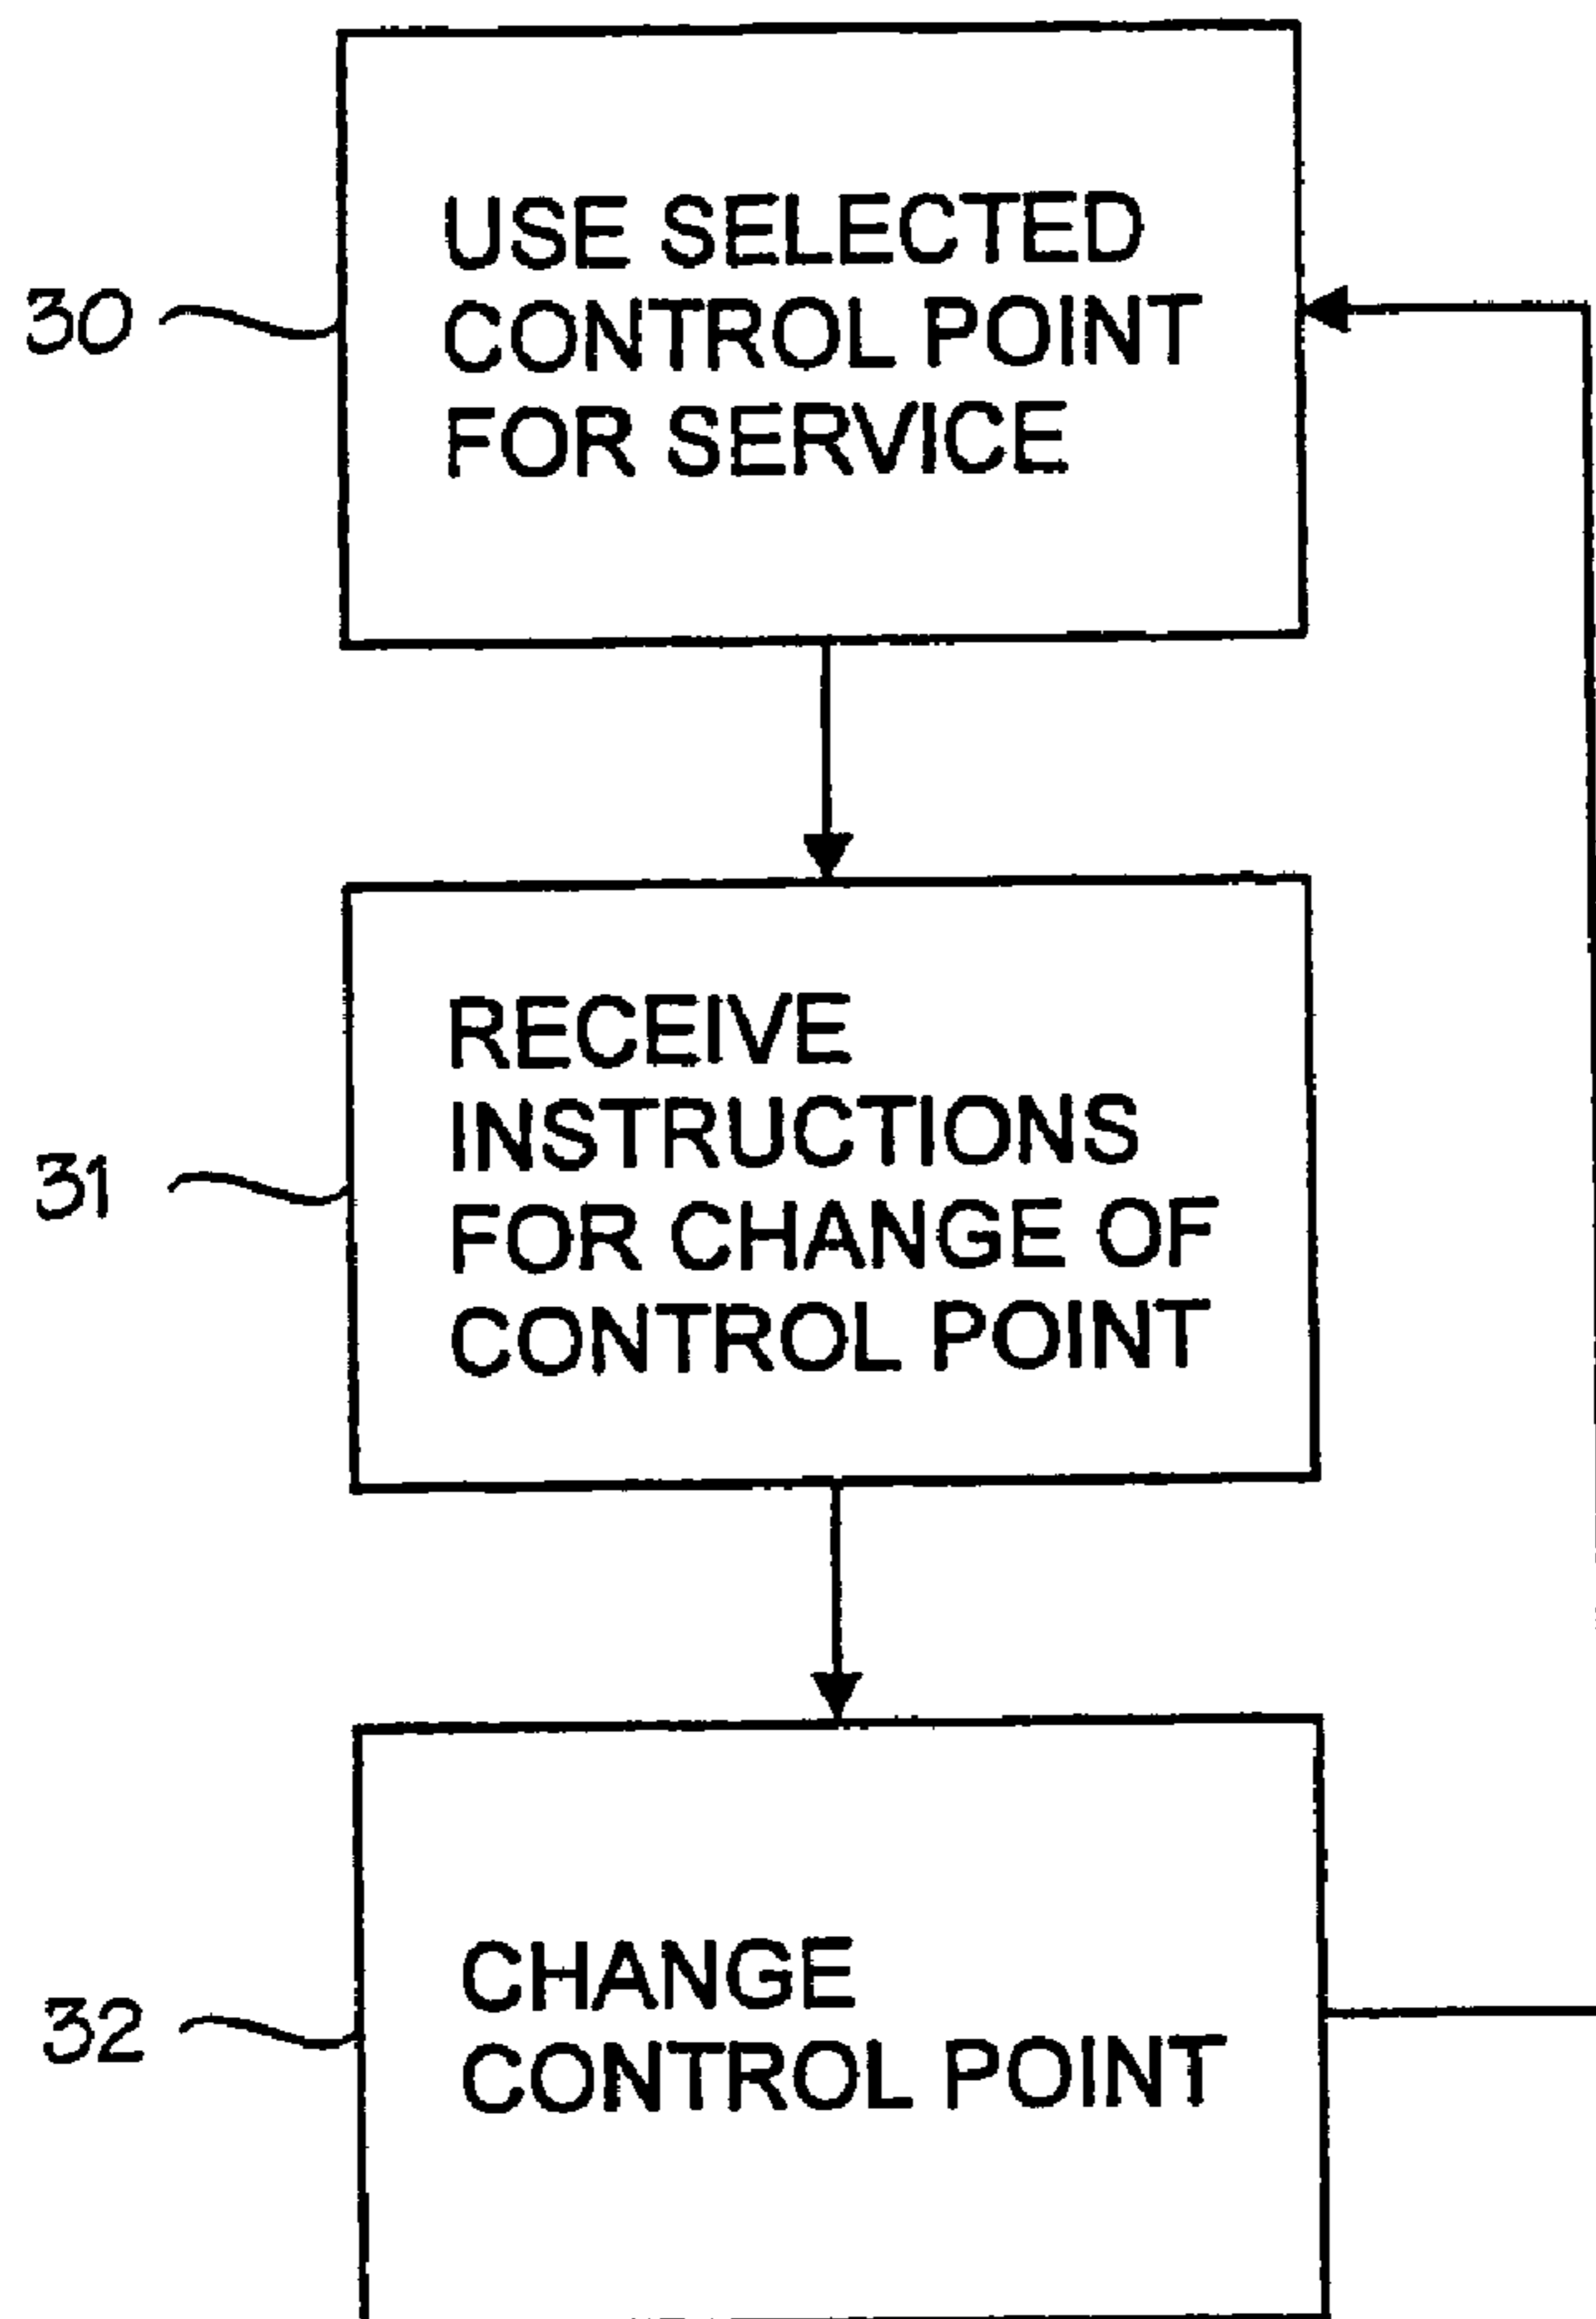 30
USE SELECTED
CONTROL POINT
FOR SERVICE
31
RECEIVE
INSTRUCTIONS
FOR CHANGE OF
CONTROL POINT
32
CHANGE
CONTROL POINT